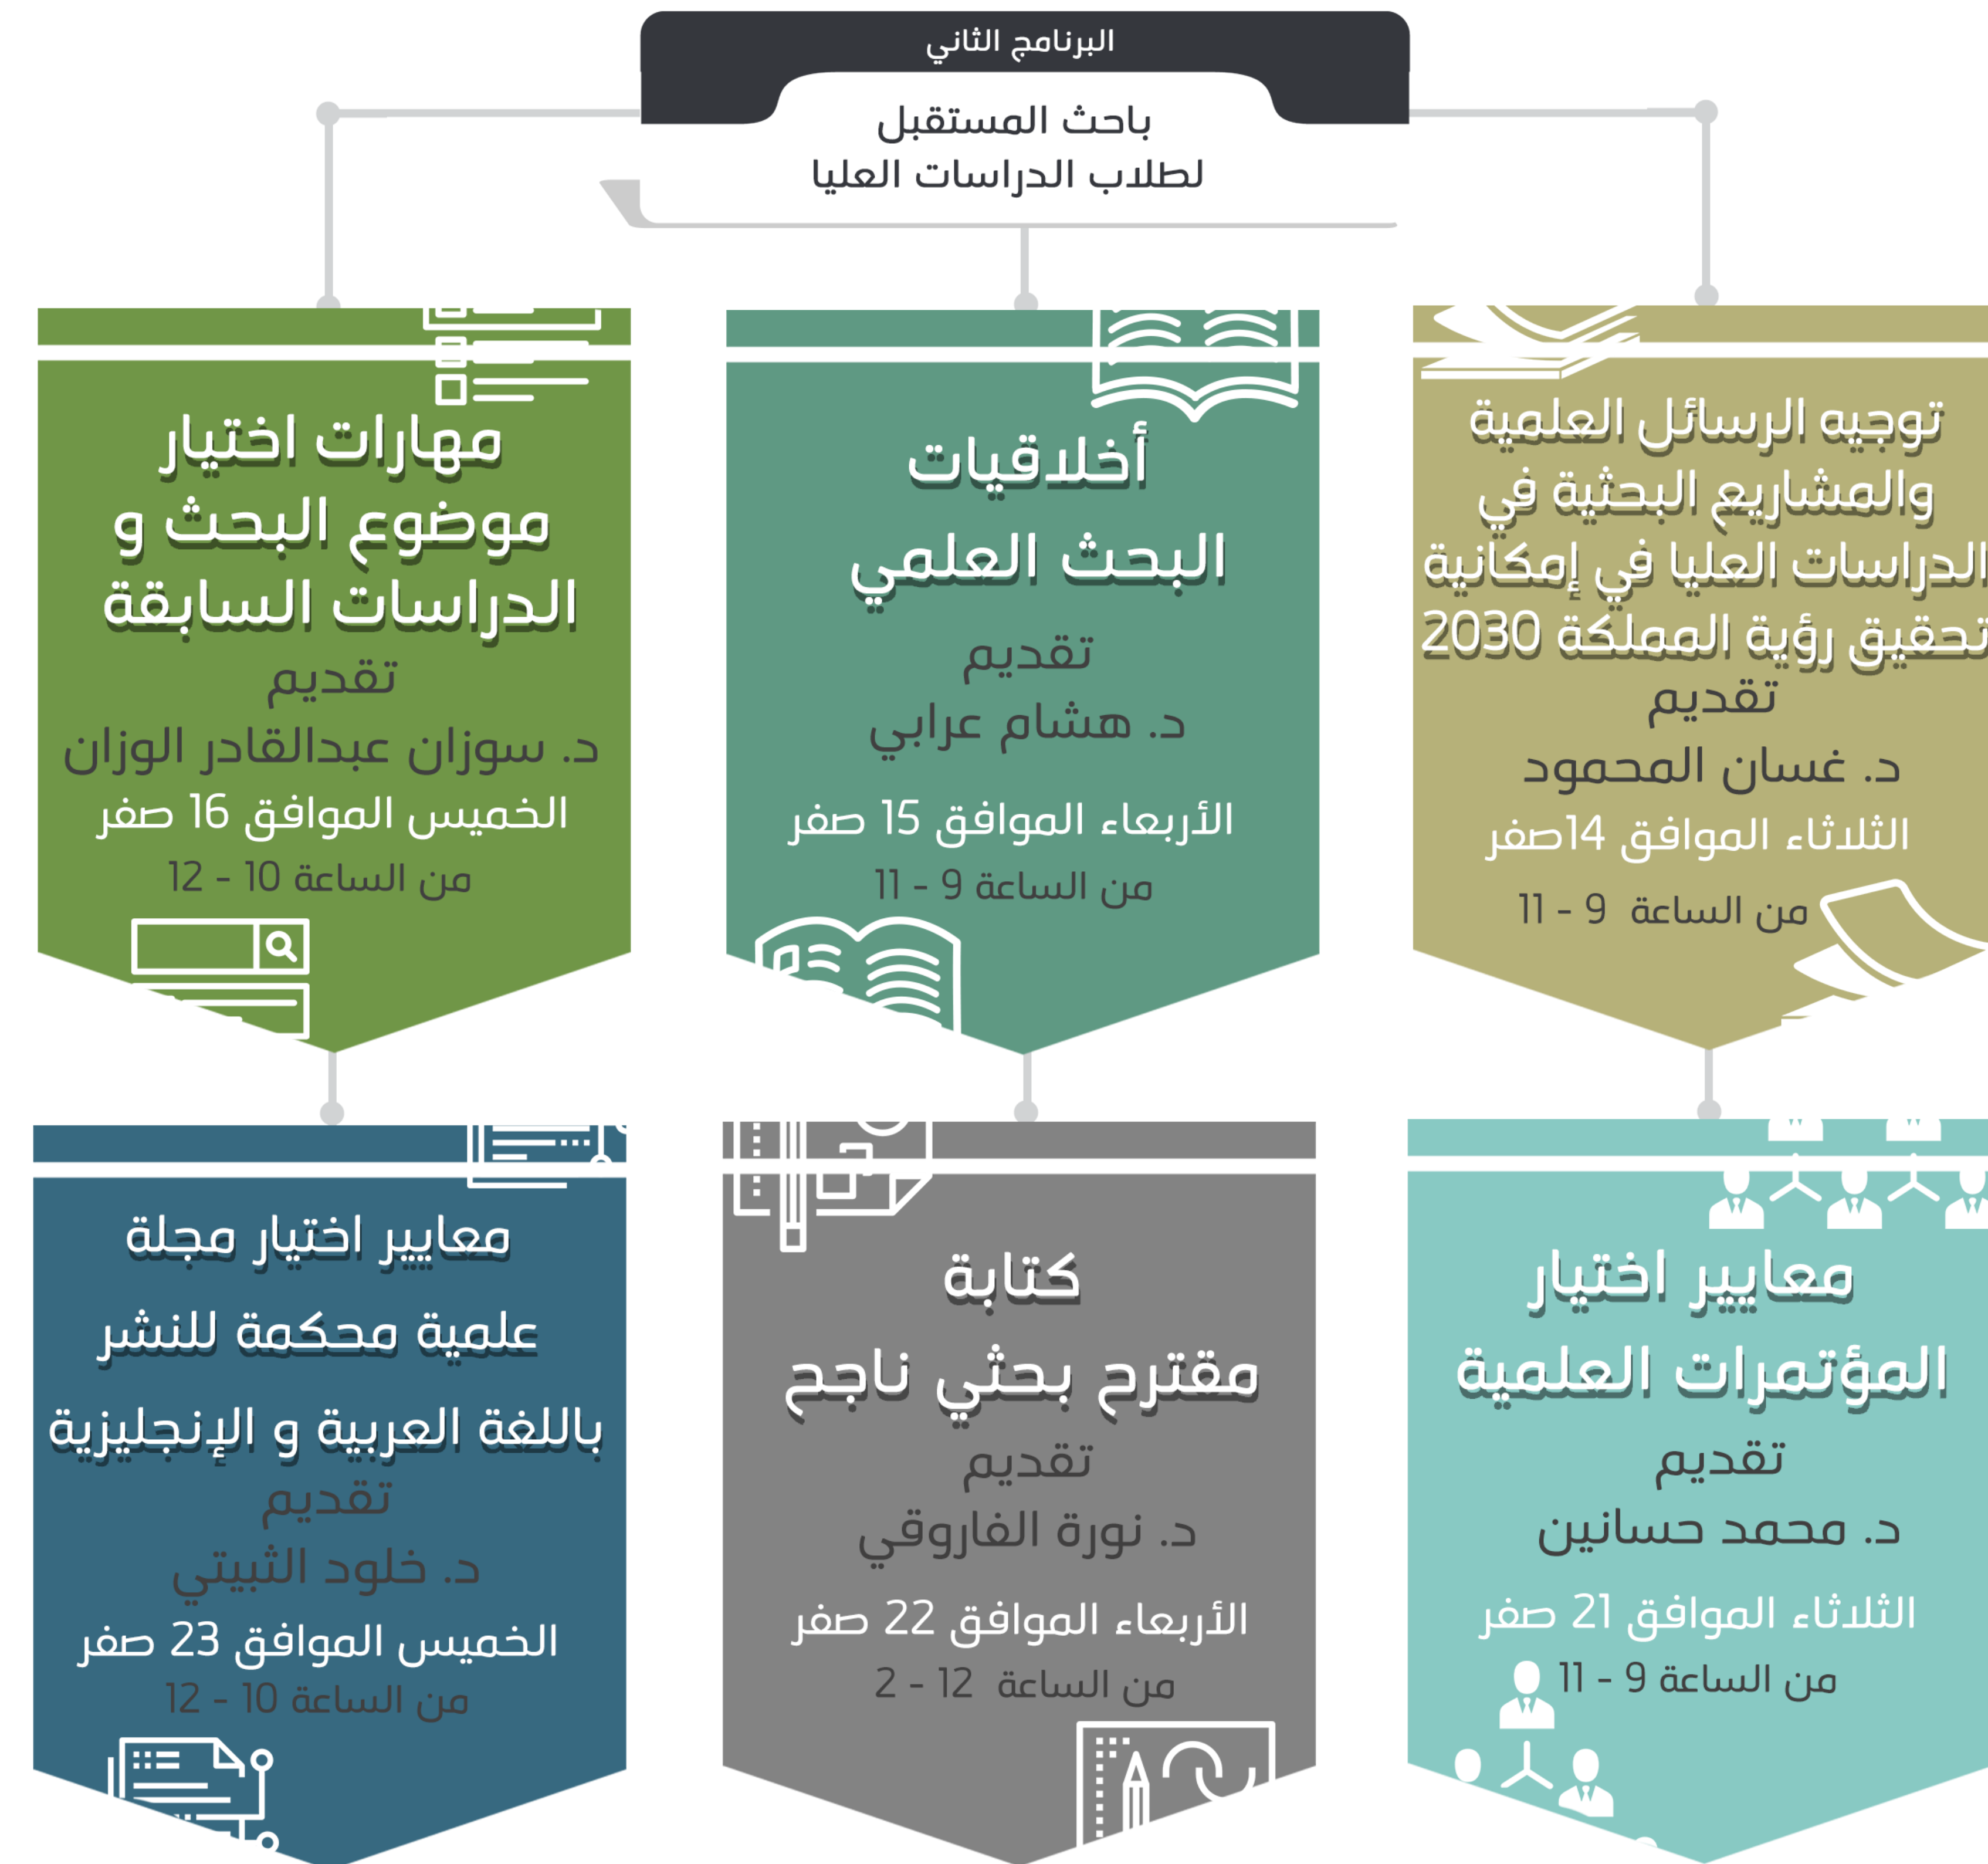 البرنامج الثاني
باحث المستقبل
لطلاب الدراسات العليا
توجيه الرسائل العلمية
والمشاريع البحثية في
الدراسات العليا في إمكانية
تحقيق رؤية المملكة 2030
تقديم
د. غسان المحمود
الثلاثاء الموافق 14صفر
من الساعة 9 - 11
أخلاقيات
البحث العلمي
تقديم
د. هشام عرابي
الأربعاء الموافق 15 صفر
من الساعة 9 - 11
مهارات اختيار
موضوع البحث و
الدراسات السابقة
تقديم
د. سوزان عبدالقادر الوزان
الخميس الموافق 16 صفر
من الساعة 10 - 12
معايير اختيار
المؤتمرات العلمية
تقديم
د. محمد حسانين
الثلاثاء الموافق 21 صفر
من الساعة 9 - 11
كتابة
مقترح بحثي ناجح
تقديم
د. نورة الفاروقي
الأربعاء الموافق 22 صفر
من الساعة 12 - 2
معايير اختيار مجلة
علمية محكمة للنشر
باللغة العربية و الإنجليزية
تقديم
د. خلود الثبيتي
الخميس الموافق 23 صفر
من الساعة 10 - 12